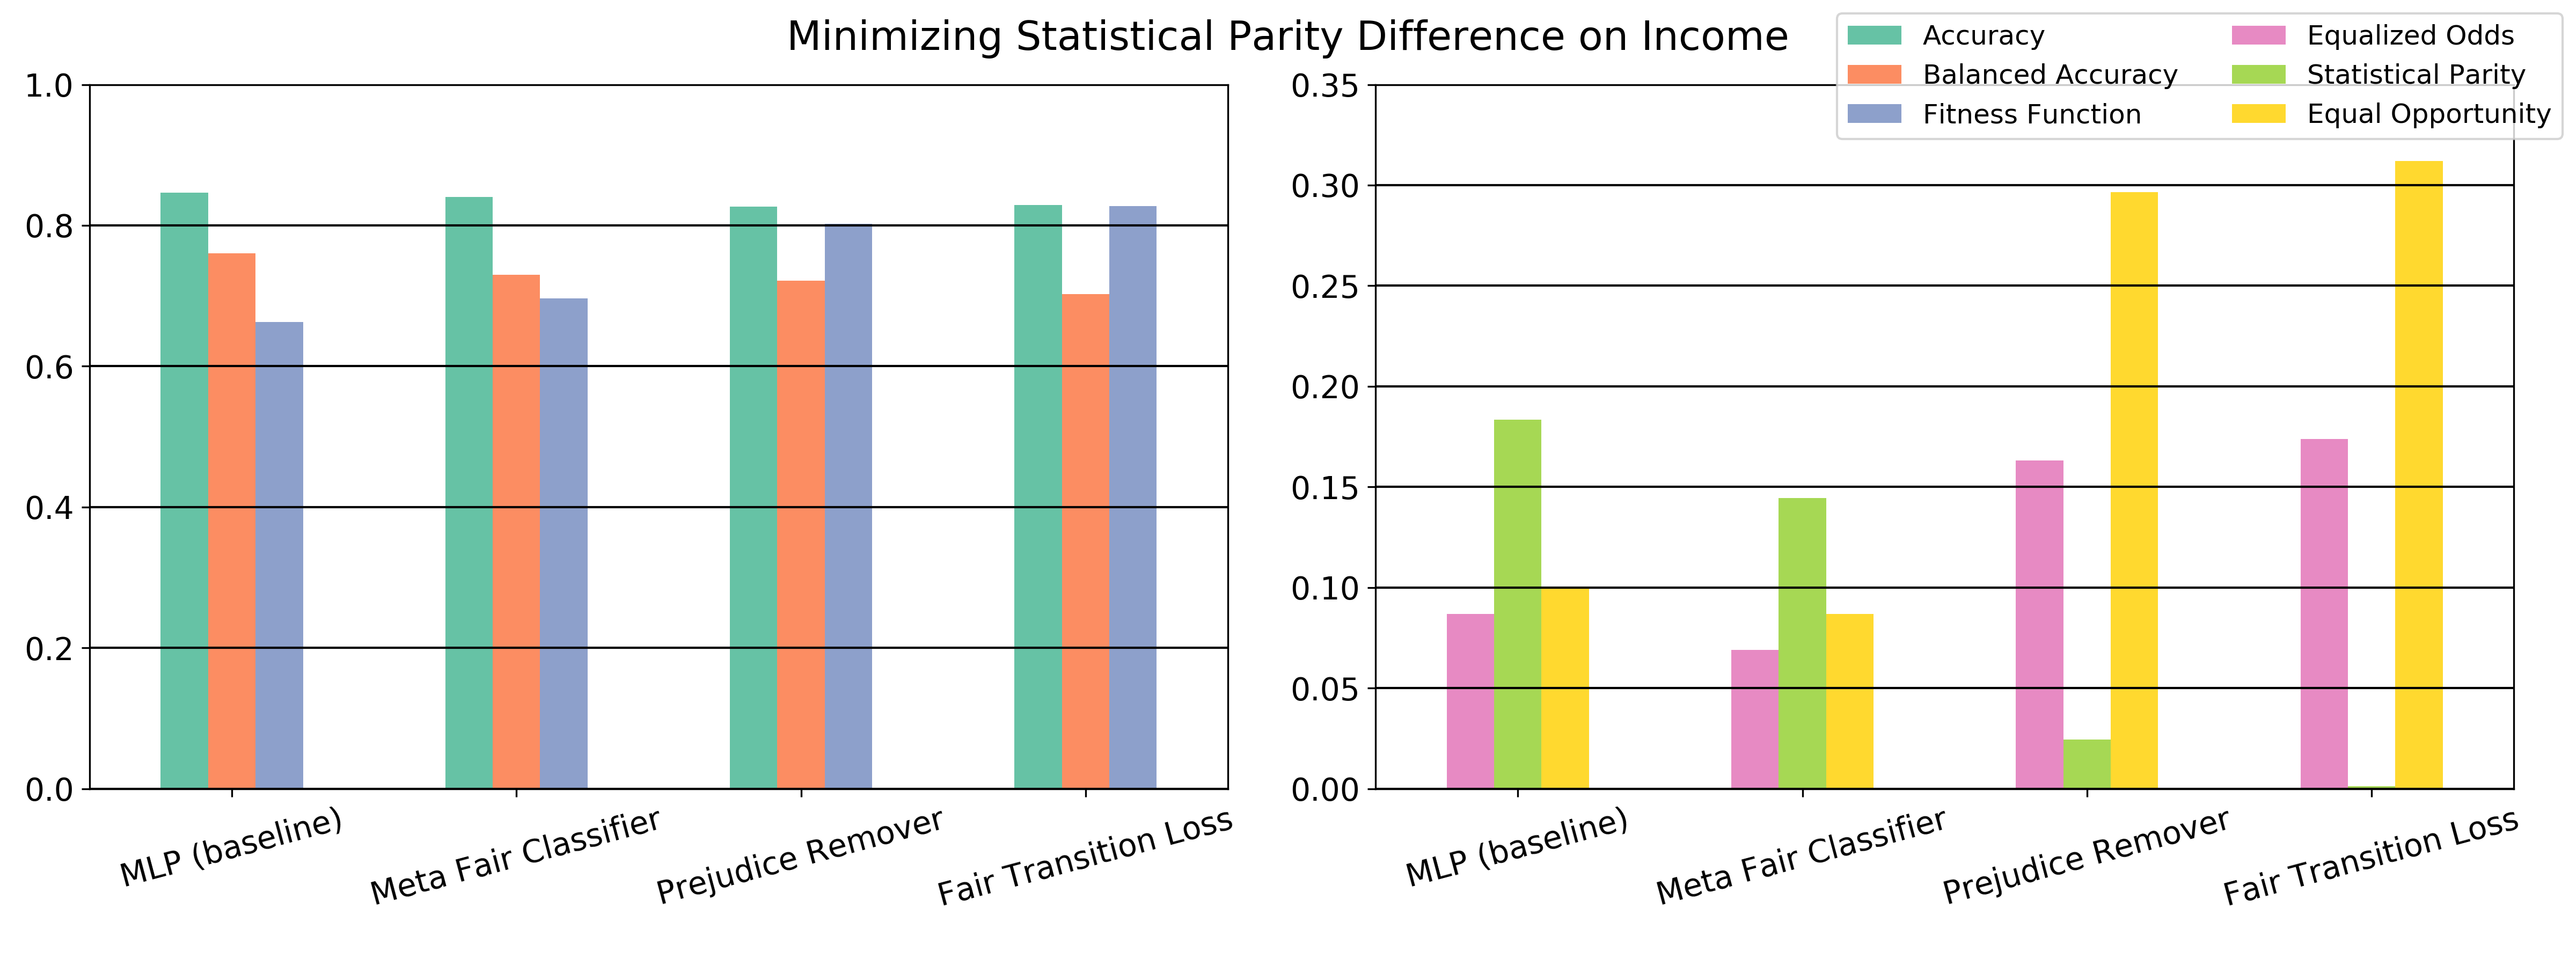 Minimizing Statistical Parity Difference on Income
Accuracy
Balanced Accuracy
Fitness Function
Equalized Odds
Statistical Parity
Equal Opportunity
1.0
0.8
0.6
0.4
0.2
0.0
MLP (baseline)
Meta Fair Classifier
Prejudice Remover
Fair Transition Loss
0.35
0.30
0.25
0.20
0.15
0.10
0.05
0.00
MLP (baseline)
Meta Fair Classifier
Prejudice Remover
Fair Transition Loss